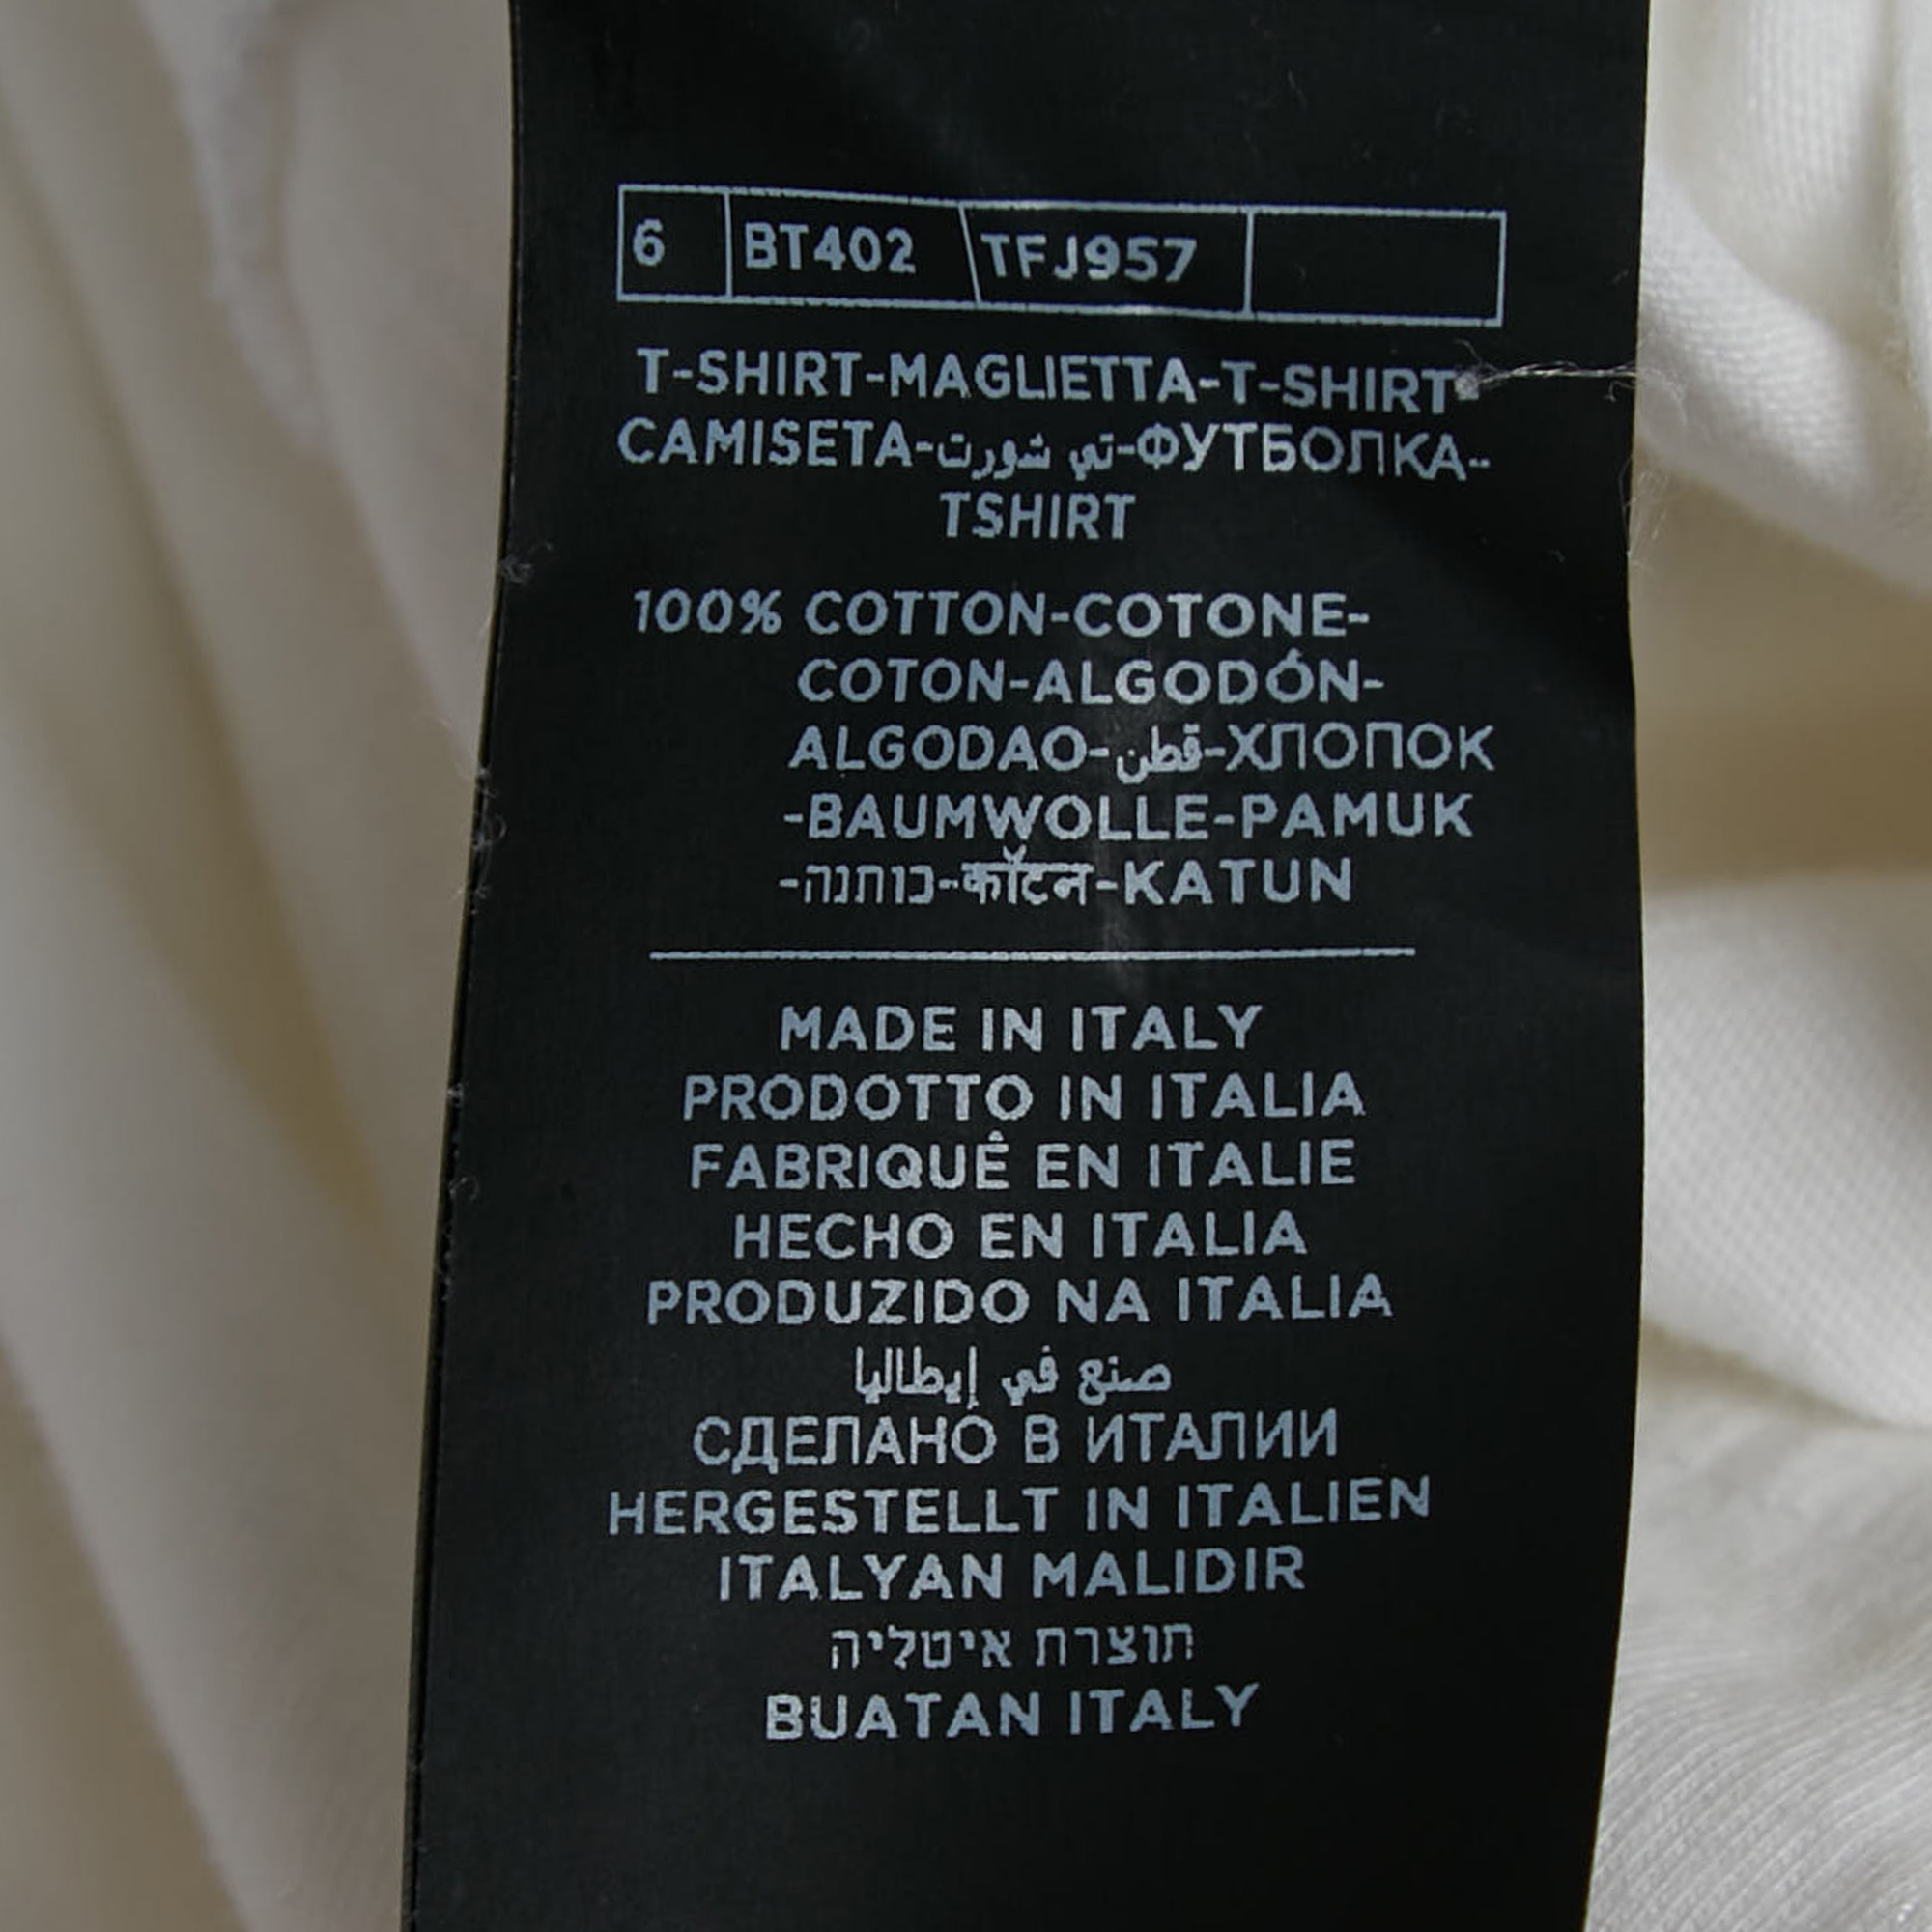 6 BT402 TFJ957
T-SHIRT-MAGLIETTA-T-SHIRT-
CAMISETA-تي شورت-ФУТБОЛКА--
TSHIRT
100% COTTON-COTONE-
COTON-ALGODÓN-
ALGODAO-قطن-ХЛОПОК
-BAUMWOLLE-PAMUK
-כותנה-कॉटन-KATUN
MADE IN ITALY
PRODOTTO IN ITALIA
FABRIQUÊ EN ITALIE
HECHO EN ITALIA
PRODUZIDO NA ITALIA
صنع في إيطاليا
СДЕЛАНО В ИТАЛИИ
HERGESTELLT IN ITALIEN
ITALYAN MALIDIR
תוצרת איטליה
BUATAN ITALY